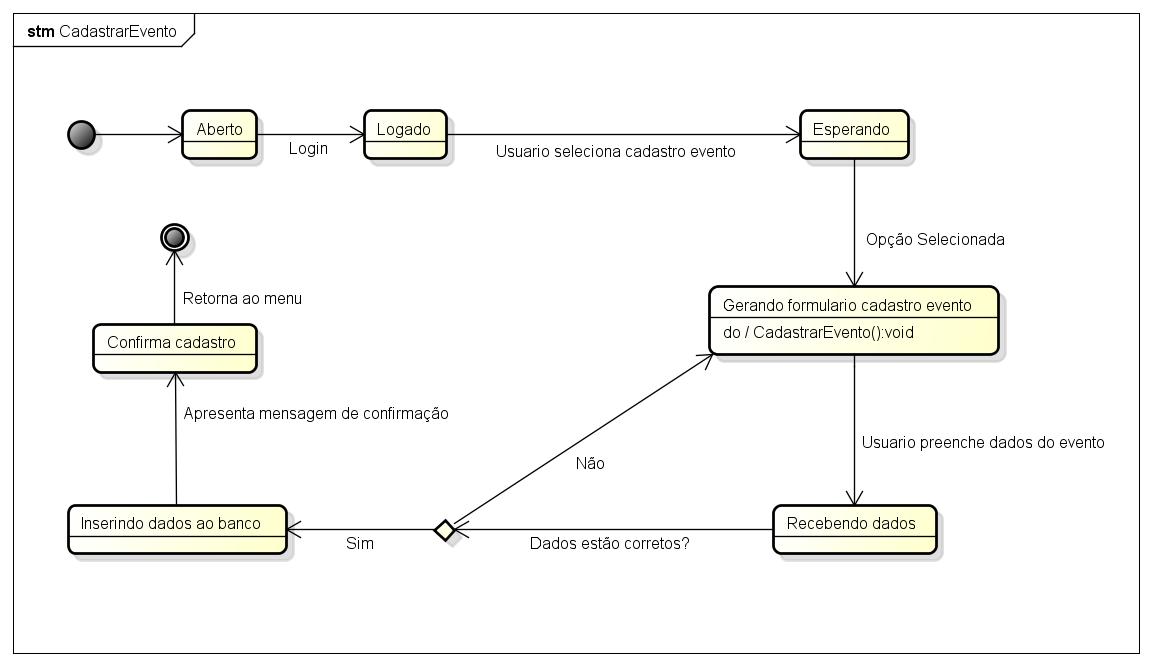 stm CadastrarEvento
Aberto
Login
Logado
Usuario seleciona cadastro evento
Esperando
Opção Selecionada
Gerando formulario cadastro evento
do / CadastrarEvento():void
Usuario preenche dados do evento
Recebendo dados
Dados estão corretos?
Não
Sim
Inserindo dados ao banco
Apresenta mensagem de confirmação
Confirma cadastro
Retorna ao menu